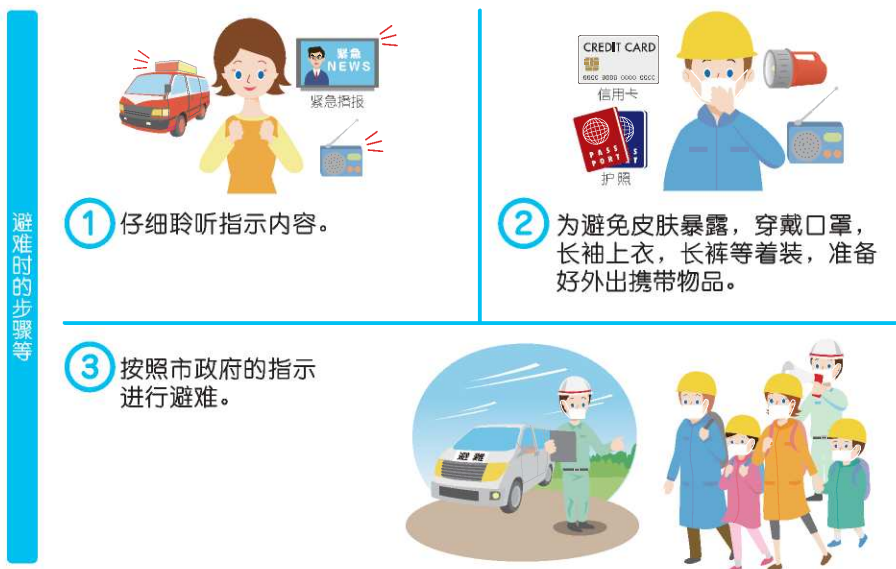 避难时的步骤等
紧急
NEWS
紧急播报
1 仔细聆听指示内容。
CREDIT CARD
信用卡
PASS
PORT
护照
2 为避免皮肤暴露，穿戴口罩，
长袖上衣，长裤等着装，准备
好外出携带物品。
3 按照市政府的指示
进行避难。
避難